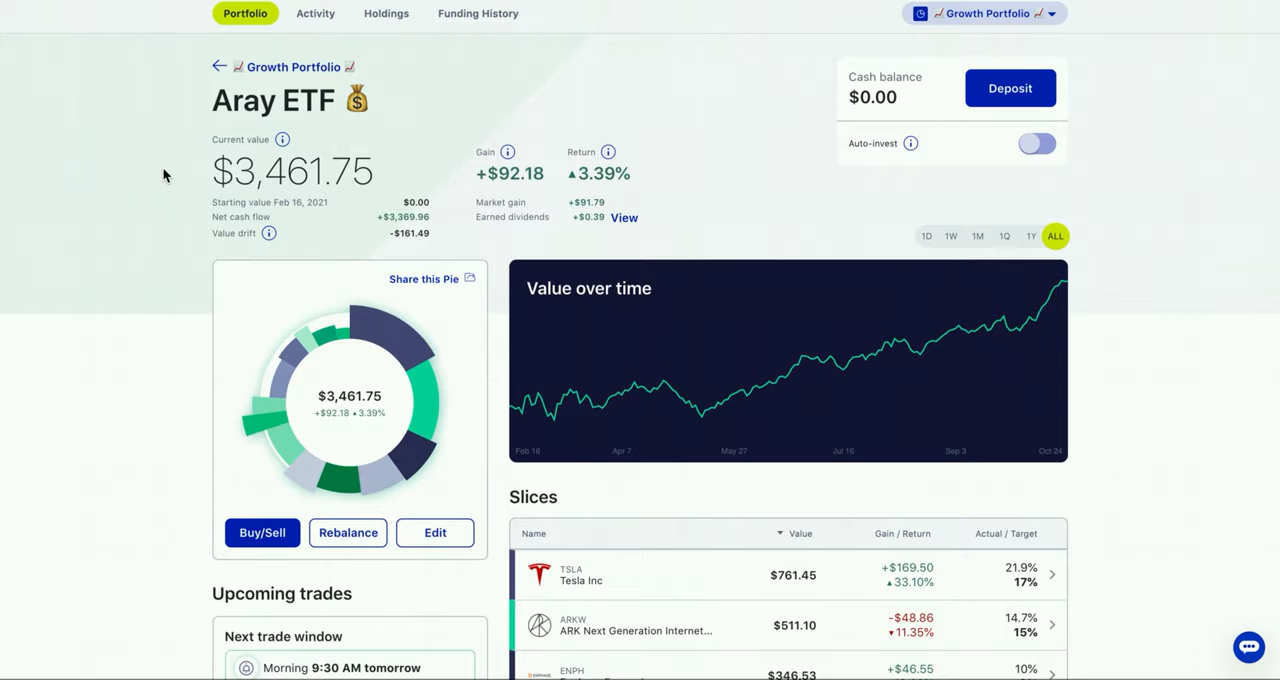 Portfolio Activity Holdings Funding History 📈 Growth Portfolio 📈
📈 Growth Portfolio 📈
Aray ETF 💰
Cash balance
$0.00
Deposit
Auto-invest
Current value
$3,461.75
Gain Return
+$92.18 ▲3.39%
Starting value Feb 16, 2021 $0.00
Net cash flow +$3,369.96
Value drift -$161.49
Market gain +$91.79
Earned dividends +$0.39 View
1D 1W 1M 1Q 1Y ALL
Share this Pie
$3,461.75
+$92.18 ▲3.39%
Buy/Sell Rebalance Edit
Value over time
Feb 16 Apr 7 May 27 Jul 16 Sep 3 Oct 24
Slices
Name ▼ Value Gain / Return Actual / Target
TSLA
Tesla Inc
$761.45
+$169.50
▲33.10%
21.9%
17%
ARKW
ARK Next Generation Internet...
$511.10
-$48.86
▼11.35%
14.7%
15%
ENPH
$346.53
+$46.55
10%
Upcoming trades
Next trade window
Morning 9:30 AM tomorrow